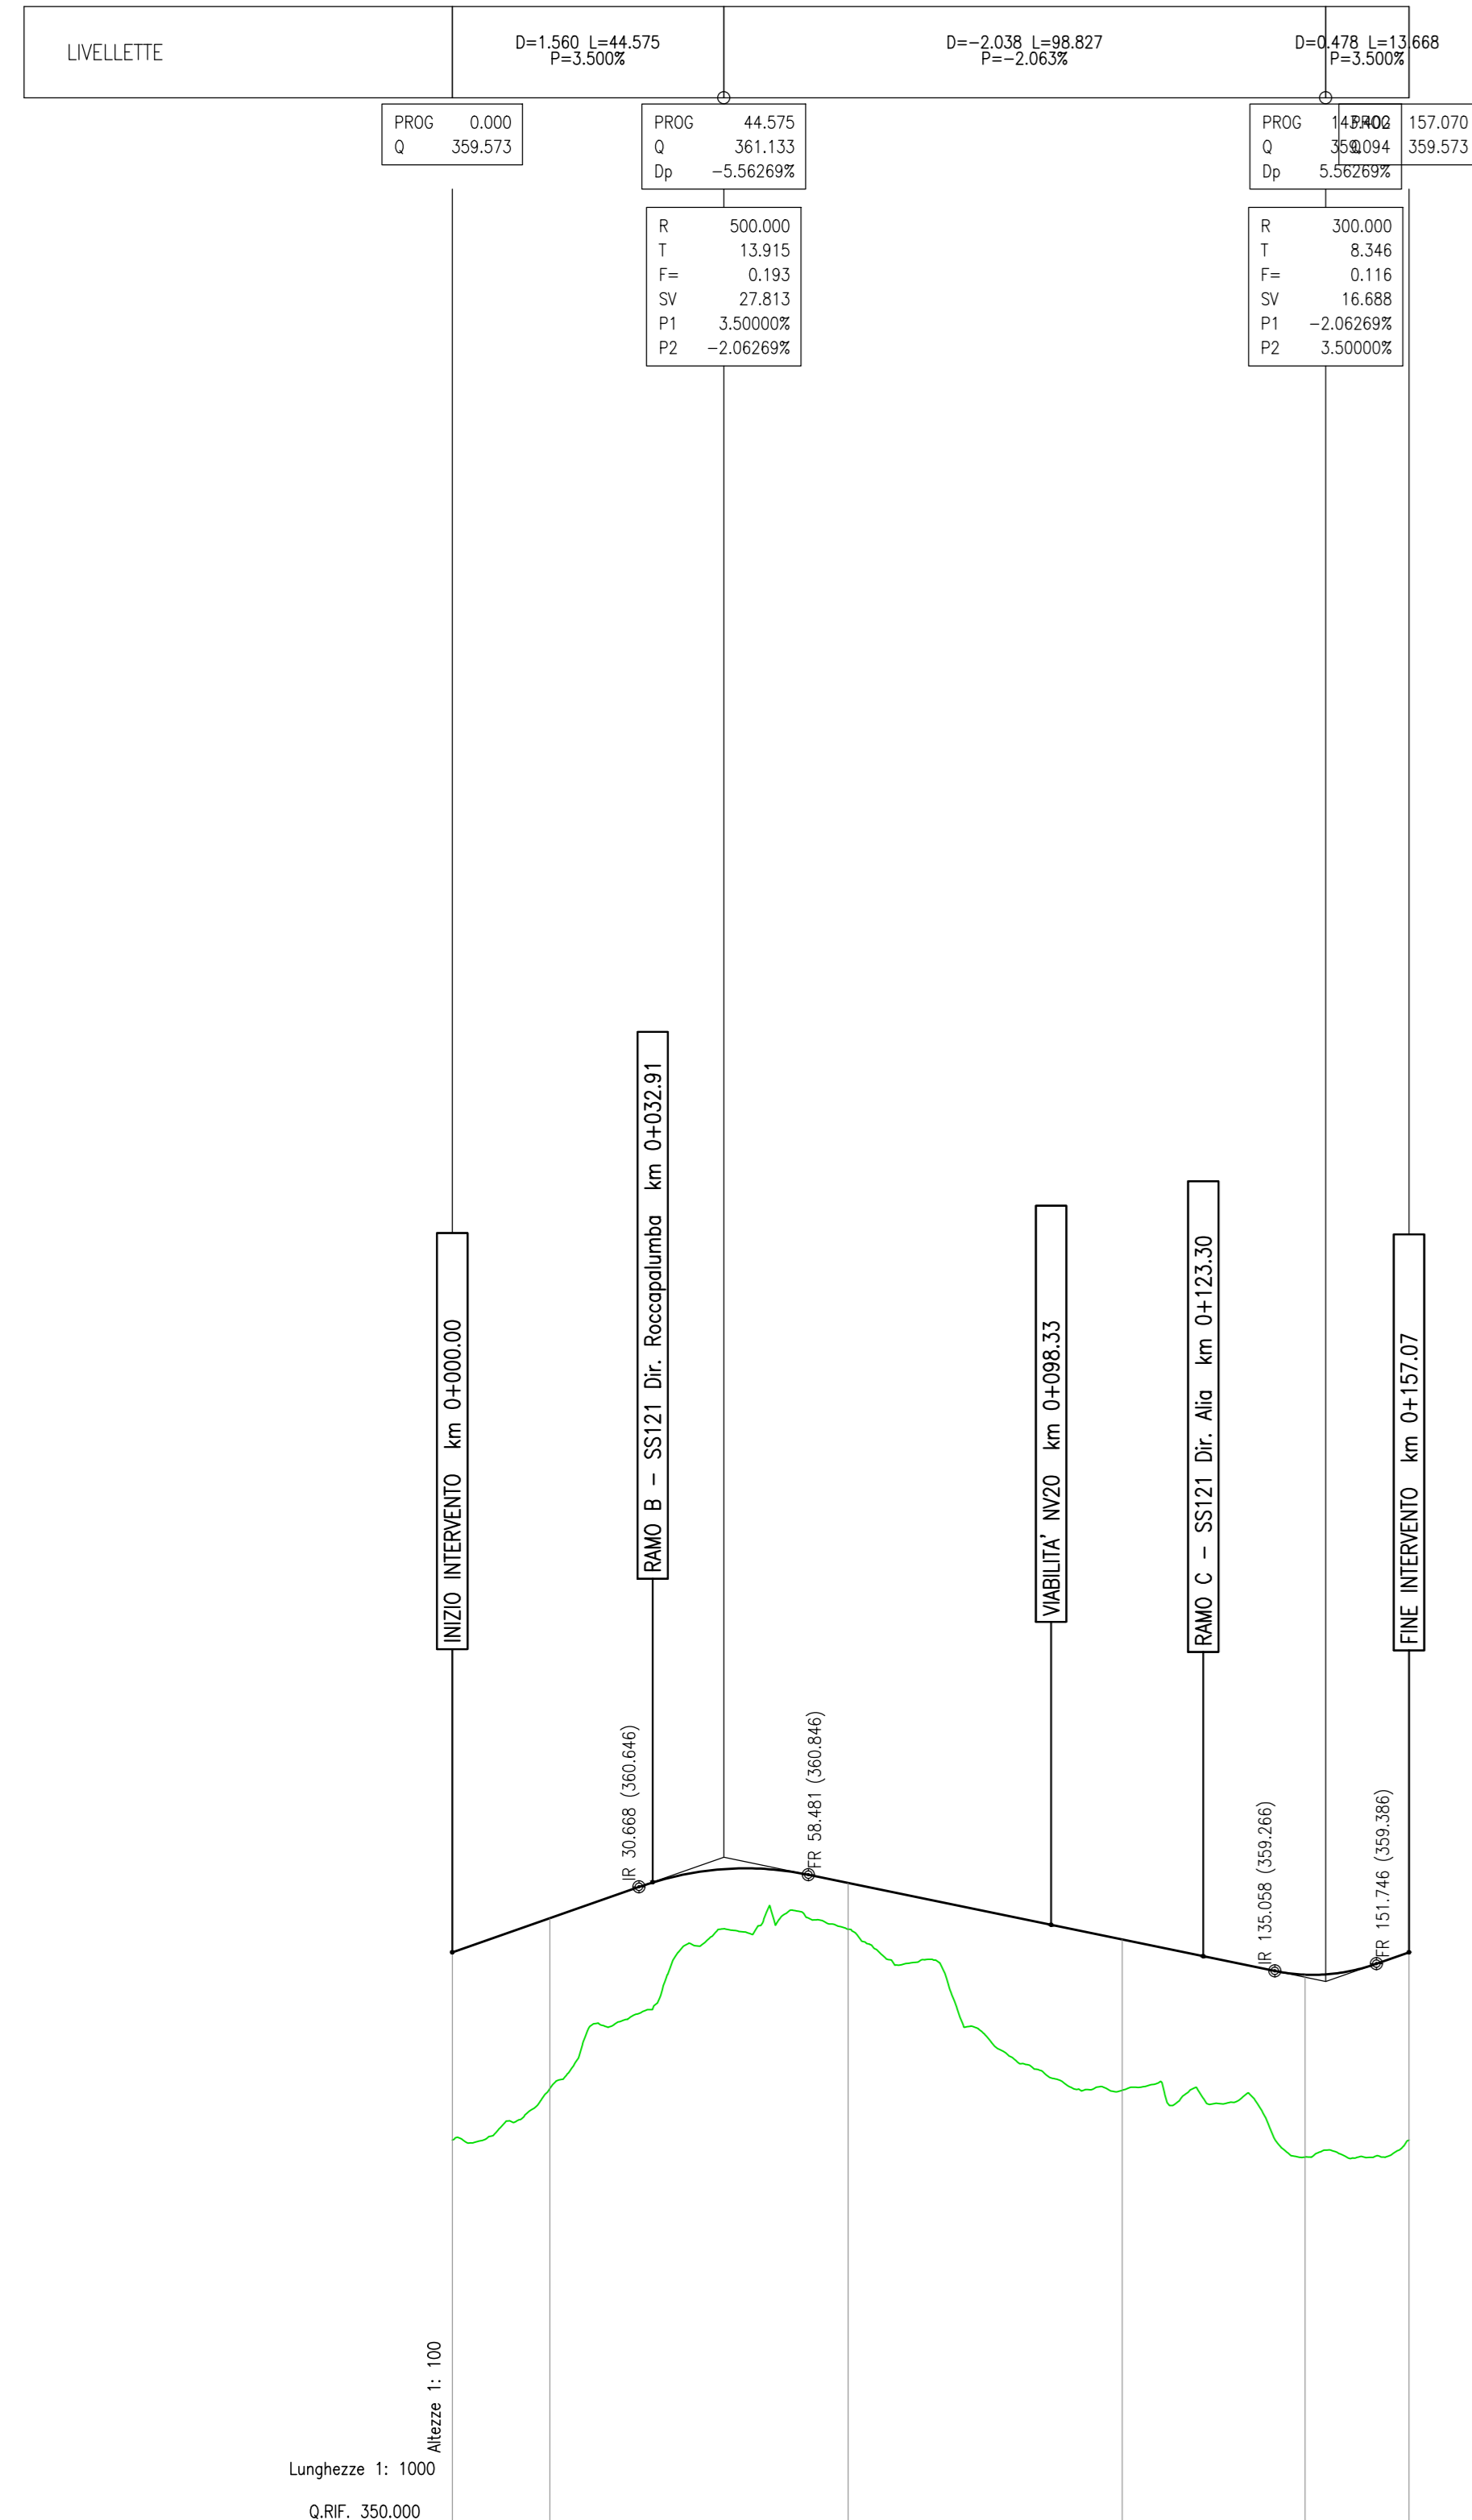 LIVELLETTE
D=1.560 L=44.575
P=3.500%
D=-2.038 L=98.827
P=-2.063%
D=0.478 L=13.668
P=3.500%
PROG 0.000
Q 359.573
PROG 44.575
Q 361.133
Dp -5.56269%
PROG 143.402
Q 359.094
Dp 5.56269%
PROG 157.070
Q 359.573
R 500.000
T 13.915
F= 0.193
SV 27.813
P1 3.50000%
P2 -2.06269%
R 300.000
T 8.346
F= 0.116
SV 16.688
P1 -2.06269%
P2 3.50000%
INIZIO INTERVENTO km 0+000.00
RAMO B - SS121 Dir. Roccapalumba km 0+032.91
VIABILITA' NV20 km 0+098.33
RAMO C - SS121 Dir. Alia km 0+123.30
FINE INTERVENTO km 0+157.07
IR 30.668 (360.646)
FR 58.481 (360.846)
IR 135.058 (359.266)
FR 151.746 (359.386)
Altezze 1: 100
Lunghezze 1: 1000
Q.RIF. 350.000